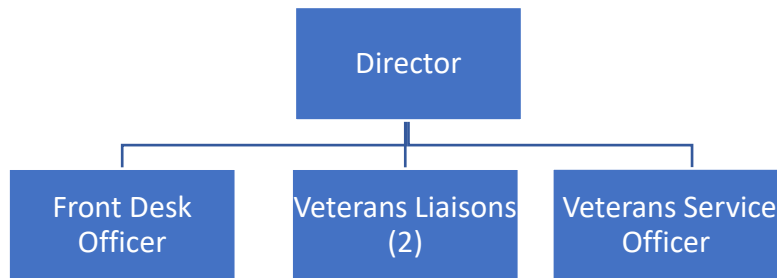 Director
Front Desk
Officer
Veterans Liaisons
(2)
Veterans Service
Officer